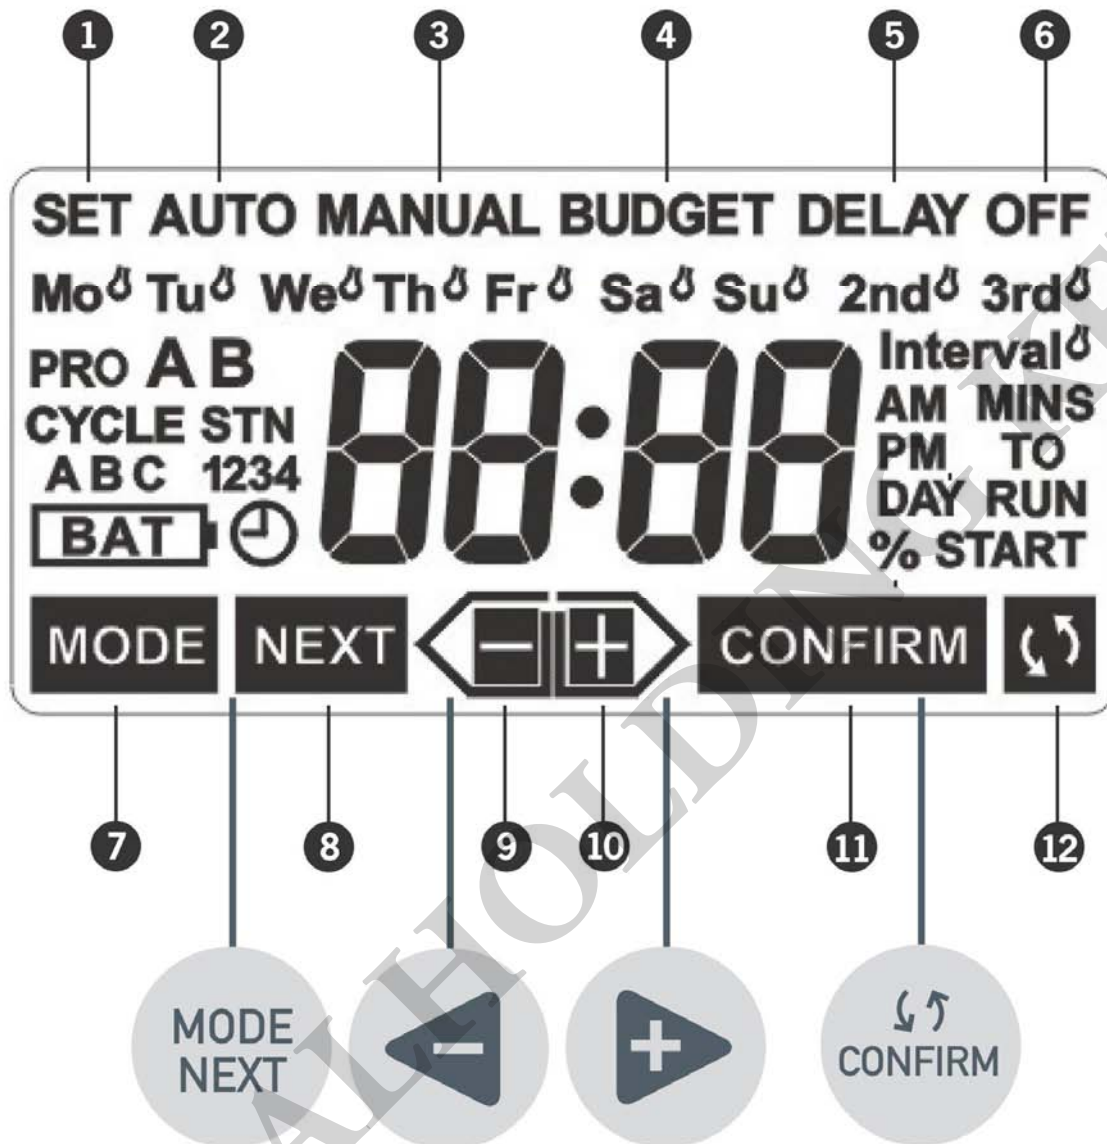 1 2 3 4 5 6
SET AUTO MANUAL BUDGET DELAY OFF
Mo Tu We Th Fr Sa Su 2nd 3rd
PRO A B 88:88 Interval
CYCLE STN AM MINS
A B C 1234 PM TO
BAT DAY RUN
% START
MODE NEXT - + CONFIRM
7 8 9 10 11 12
MODE
NEXT
-
+
CONFIRM